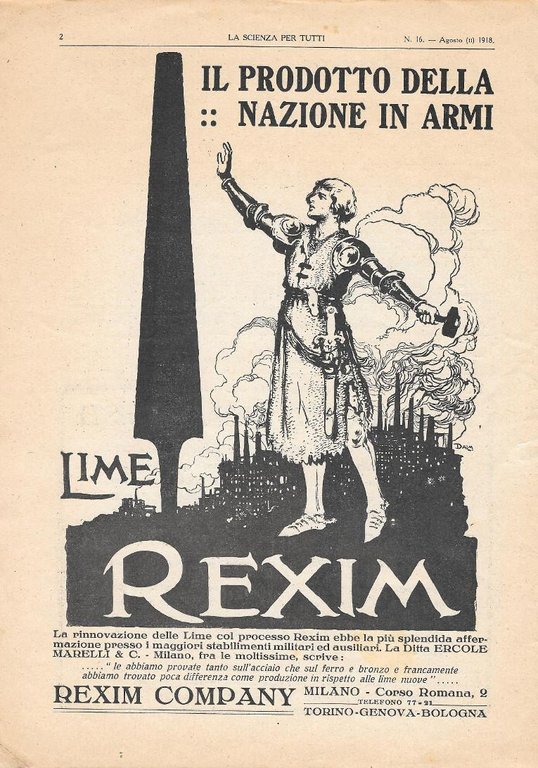 2
LA SCIENZA PER TUTTI
N. 16. — Agosto (II) 1918.
IL PRODOTTO DELLA
:: NAZIONE IN ARMI
LIME
REXIM
La rinnovazione delle Lime col processo Rexim ebbe la più splendida affer-
mazione presso i maggiori stabilimenti militari ed ausiliari. La Ditta ERCOLE
MARELLI & C. - Milano, fra le moltissime, scrive :
..... " le abbiamo provate tanto sull'acciaio che sul ferro e bronzo e francamente
abbiamo trovato poca differenza come produzione in rispetto alle lime nuove " .....
REXIM COMPANY
MILANO - Corso Romana, 2
TELEFONO 77-21
TORINO-GENOVA-BOLOGNA